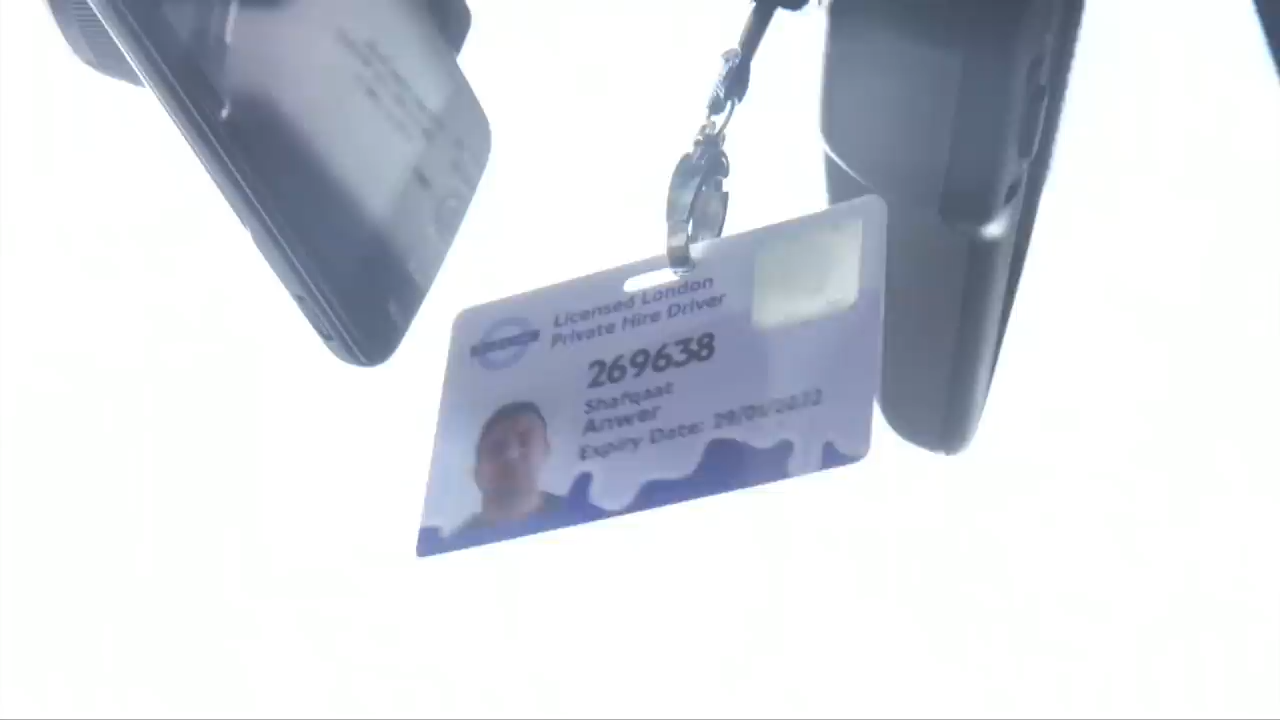 Licensed London
Private Hire Driver
269638
Shafqaat
Anwer
Expiry Date: